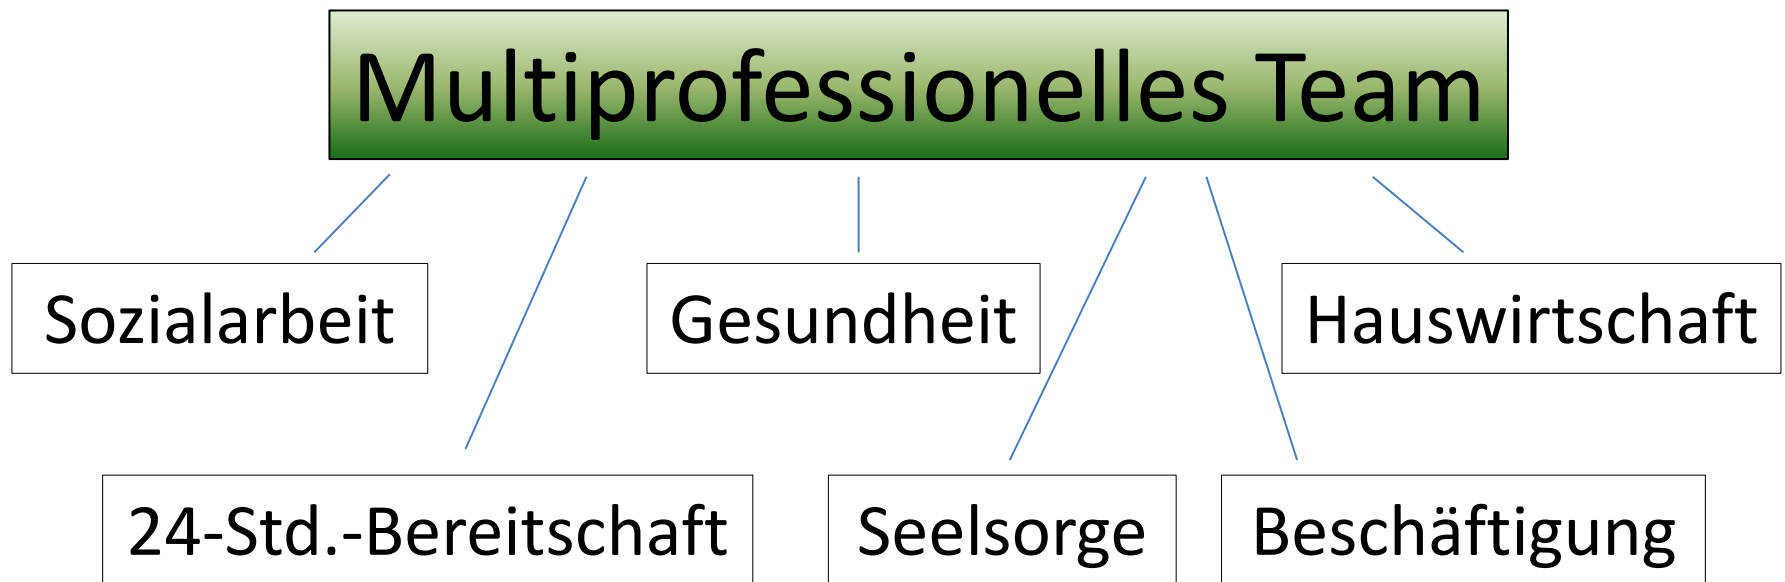 Multiprofessionelles Team
Sozialarbeit
Gesundheit
Hauswirtschaft
24-Std.-Bereitschaft
Seelsorge
Beschäftigung